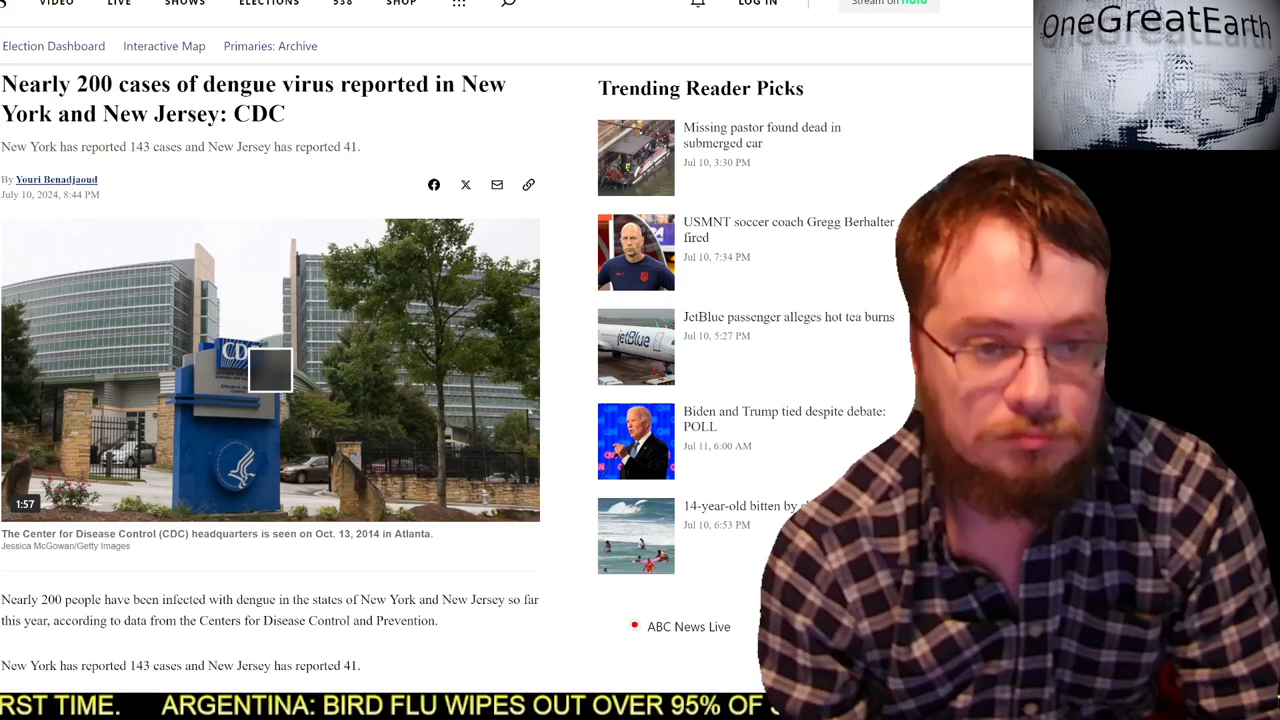 VIDEO LIVE SHOWS ELECTIONS 538 SHOP LOG IN Stream on hulu
Election Dashboard Interactive Map Primaries: Archive
OneGreatEarth
Nearly 200 cases of dengue virus reported in New
York and New Jersey: CDC
New York has reported 143 cases and New Jersey has reported 41.
By Youri Benadjaoud
July 10, 2024, 8:44 PM
CD
1:57
The Center for Disease Control (CDC) headquarters is seen on Oct. 13, 2014 in Atlanta.
Jessica McGowan/Getty Images
Nearly 200 people have been infected with dengue in the states of New York and New Jersey so far
this year, according to data from the Centers for Disease Control and Prevention.
New York has reported 143 cases and New Jersey has reported 41.
Trending Reader Picks
Missing pastor found dead in
submerged car
Jul 10, 3:30 PM
USMNT soccer coach Gregg Berhalter
fired
Jul 10, 7:34 PM
jetBlue
JetBlue passenger alleges hot tea burns
Jul 10, 5:27 PM
Biden and Trump tied despite debate:
POLL
Jul 11, 6:00 AM
14-year-old bitten by
Jul 10, 6:53 PM
ABC News Live
RST TIME. ARGENTINA: BIRD FLU WIPES OUT OVER 95% OF